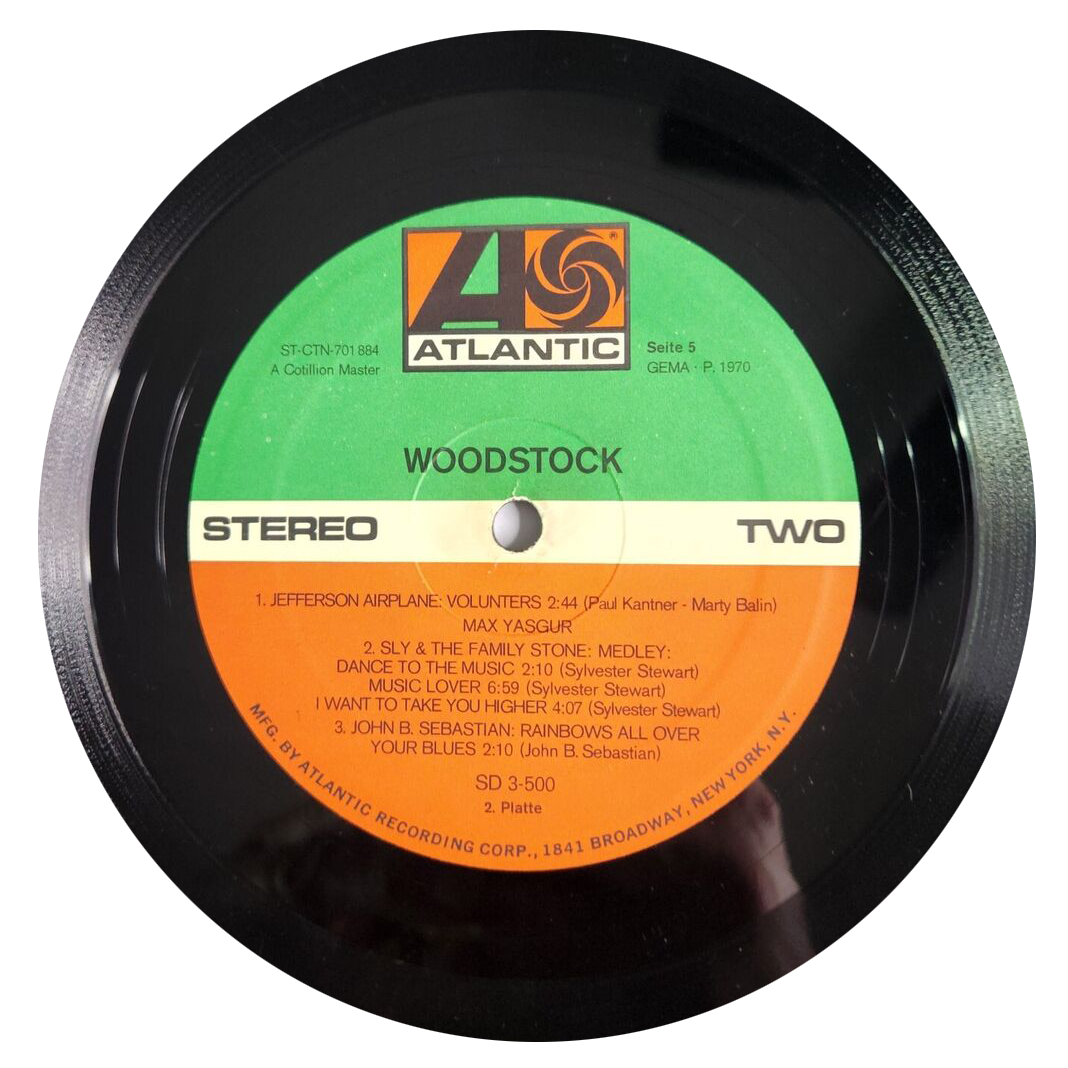 ATLANTIC
ST-CTN-701 884
A Cotillion Master
Seite 5
GEMA · P. 1970
WOODSTOCK
STEREO
TWO
1. JEFFERSON AIRPLANE: VOLUNTERS 2:44 (Paul Kantner - Marty Balin)
MAX YASGUR
2. SLY & THE FAMILY STONE: MEDLEY:
DANCE TO THE MUSIC 2:10 (Sylvester Stewart)
MUSIC LOVER 6:59 (Sylvester Stewart)
I WANT TO TAKE YOU HIGHER 4:07 (Sylvester Stewart)
3. JOHN B. SEBASTIAN: RAINBOWS ALL OVER
YOUR BLUES 2:10 (John B. Sebastian)
SD 3-500
2. Platte
MFG. BY ATLANTIC RECORDING CORP., 1841 BROADWAY, NEW YORK, N.Y.